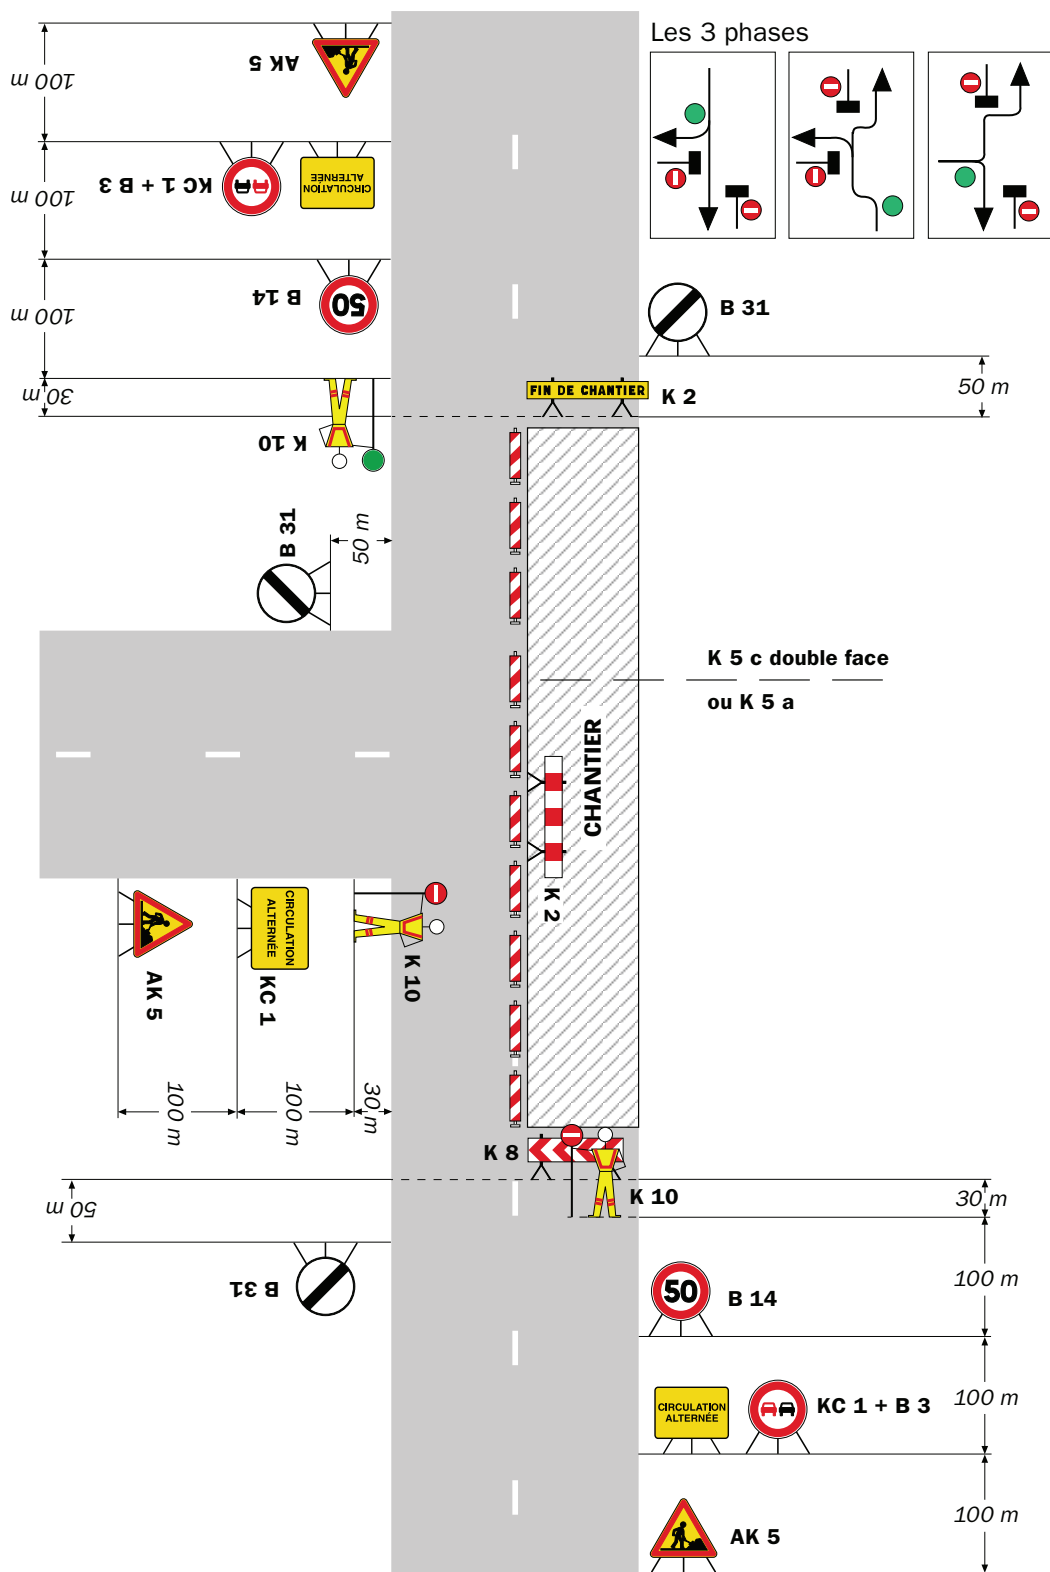 Les 3 phases
AK 5
100 m
KC 1 + B 3
CIRCULATION
ALTERNÉE
100 m
B 14
50
100 m
B 31
50 m
FIN DE CHANTIER
K 2
30 m
K 10
B 31
50 m
K 5 c double face
ou K 5 a
CHANTIER
K 2
CIRCULATION
ALTERNÉE
AK 5
KC 1
K 10
100 m
100 m
30 m
K 8
K 10
30 m
50 m
B 31
50
B 14
100 m
CIRCULATION
ALTERNÉE
KC 1 + B 3
100 m
AK 5
100 m